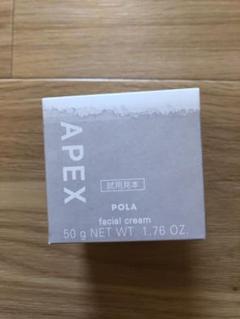 APEX
試用見本
POLA
facial cream
50 g NET WT. 1.76 OZ.